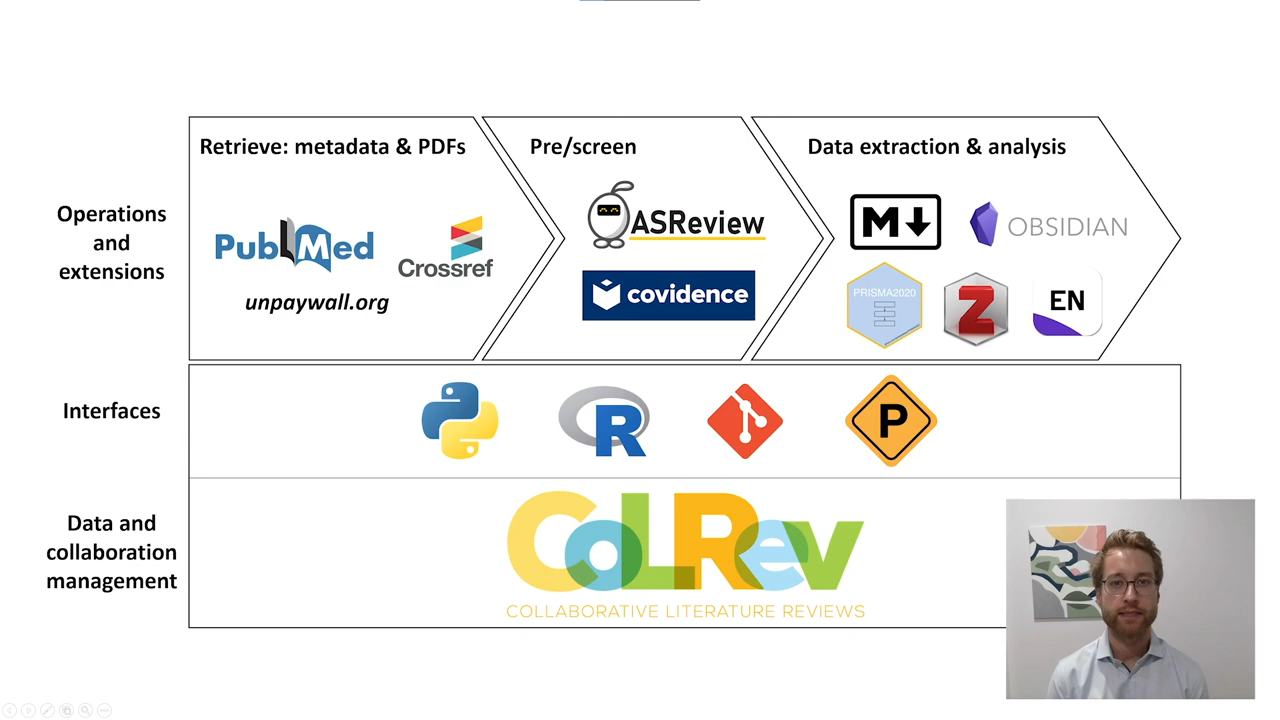 Retrieve: metadata & PDFs
Pre/screen
Data extraction & analysis
Operations
and
extensions
PubMed
Crossref
unpaywall.org
ASReview
covidence
M
OBSIDIAN
PRISMA2020
Z
EN
Interfaces
R
P
Data and
collaboration
management
CoLRev
COLLABORATIVE LITERATURE REVIEWS